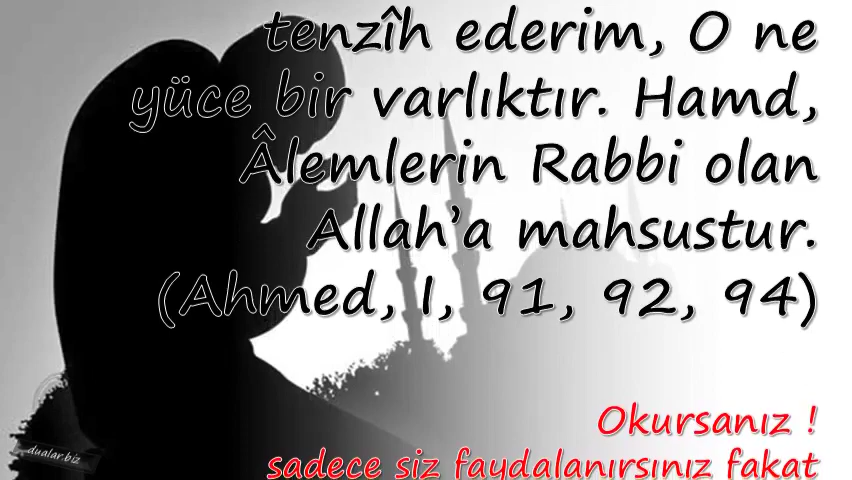 tenzîh ederim, O ne
yüce bir varlıktır. Hamd,
Âlemlerin Rabbi olan
Allah’a mahsustur.
(Ahmed, I, 91, 92, 94)
Okursanız !
sadece siz faydalanırsınız fakat
dualar.biz